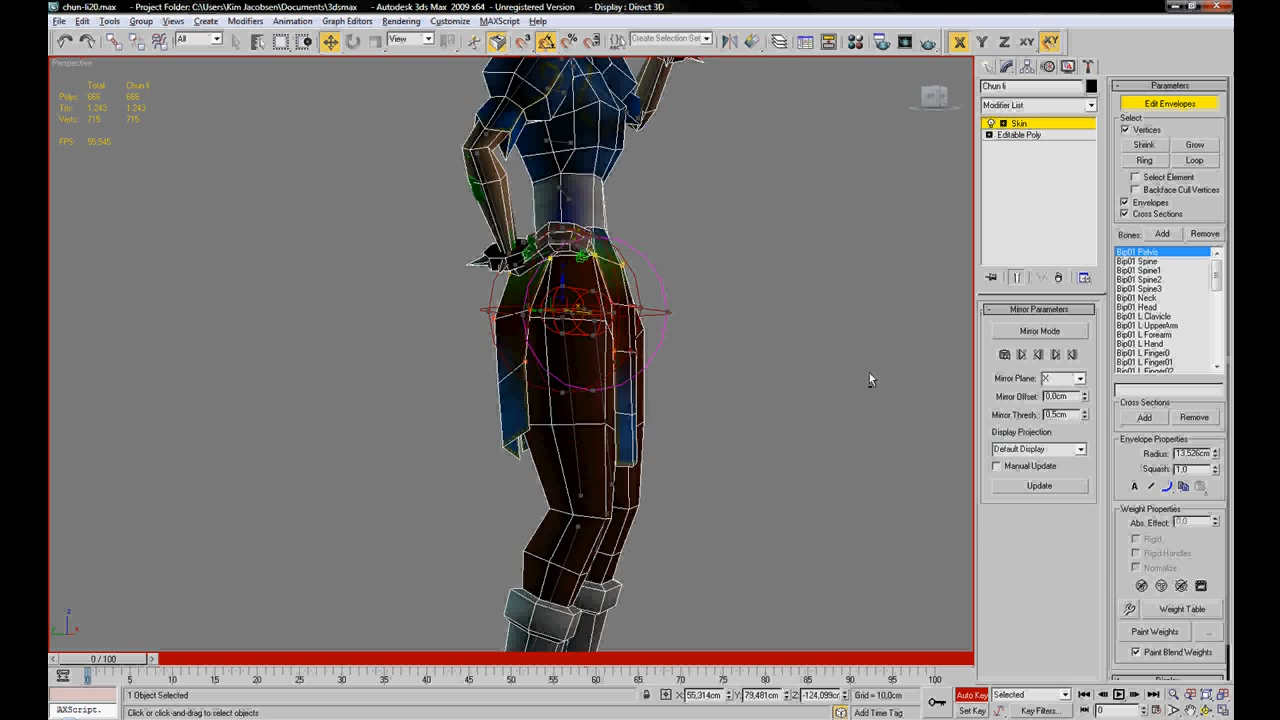 chun-li20.max - Project Folder: C:\Users\Kim Jacobsen\Documents\3dsmax - Autodesk 3ds Max 2009 x64 - Unregistered Version - Display : Direct 3D
File Edit Tools Group Views Create Modifiers Animation Graph Editors Rendering Customize MAXScript Help
All View Create Selection Set
Perspective
Total Chun li
Polys: 666 666
Tris: 1.243 1.243
Verts: 715 715
FPS: 55,545
Chun li
Modifier List
Skin
Editable Poly
Mirror Parameters
Mirror Mode
Mirror Plane: X
Mirror Offset: 0,0cm
Mirror Thresh.: 0,5cm
Display Projection
Default Display
Manual Update
Update
Parameters
Edit Envelopes
Select
Vertices
Shrink Grow
Ring Loop
Select Element
Backface Cull Vertices
Envelopes
Cross Sections
Bones: Add Remove
Bip01 Pelvis
Bip01 Spine
Bip01 Spine1
Bip01 Spine2
Bip01 Spine3
Bip01 Neck
Bip01 Head
Bip01 L Clavicle
Bip01 L UpperArm
Bip01 L Forearm
Bip01 L Hand
Bip01 L Finger0
Bip01 L Finger01
Bip01 L Finger02
Cross Sections
Add Remove
Envelope Properties
Radius: 13,526cm
Squash: 1,0
Weight Properties
Abs. Effect: 0,0
Rigid
Rigid Handles
Normalize
Weight Table
Paint Weights ...
Paint Blend Weights
0 / 100
0 5 10 15 20 25 30 35 40 45 50 55 60 65 70 75 80 85 90 95 100
1 Object Selected X: 55,314cm Y: 79,481cm Z: -124,099cm Grid = 10,0cm Auto Key Selected
AXScript. Click or click-and-drag to select objects Add Time Tag Set Key Key Filters... 0